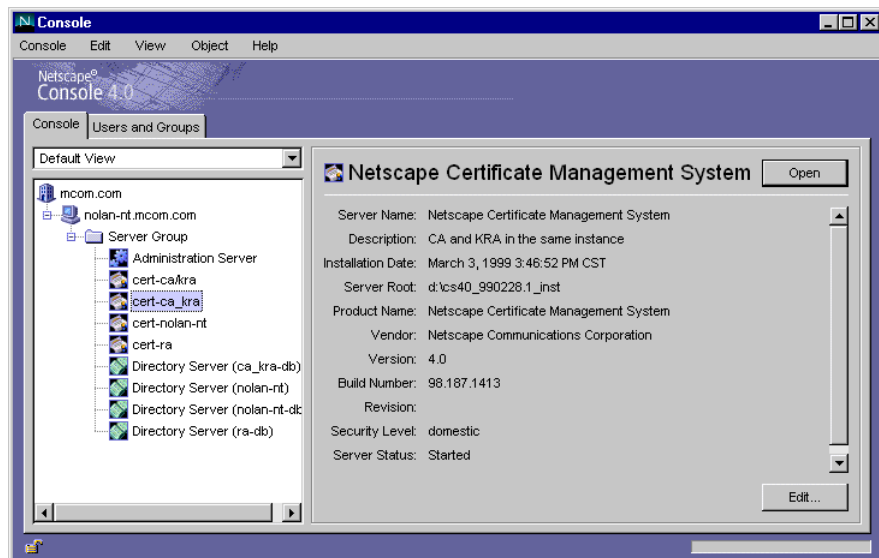 Console
Console Edit View Object Help
Netscape®
Console 4.0
Console Users and Groups
Default View
mcom.com
nolan-nt.mcom.com
Server Group
Administration Server
cert-ca/kra
cert-ca_kra
cert-nolan-nt
cert-ra
Directory Server (ca_kra-db)
Directory Server (nolan-nt)
Directory Server (nolan-nt-db
Directory Server (ra-db)
Netscape Certificate Management System Open
Server Name: Netscape Certificate Management System
Description: CA and KRA in the same instance
Installation Date: March 3, 1999 3:46:52 PM CST
Server Root: d:\cs40_990228.1_inst
Product Name: Netscape Certificate Management System
Vendor: Netscape Communications Corporation
Version: 4.0
Build Number: 98.187.1413
Revision:
Security Level: domestic
Server Status: Started
Edit...